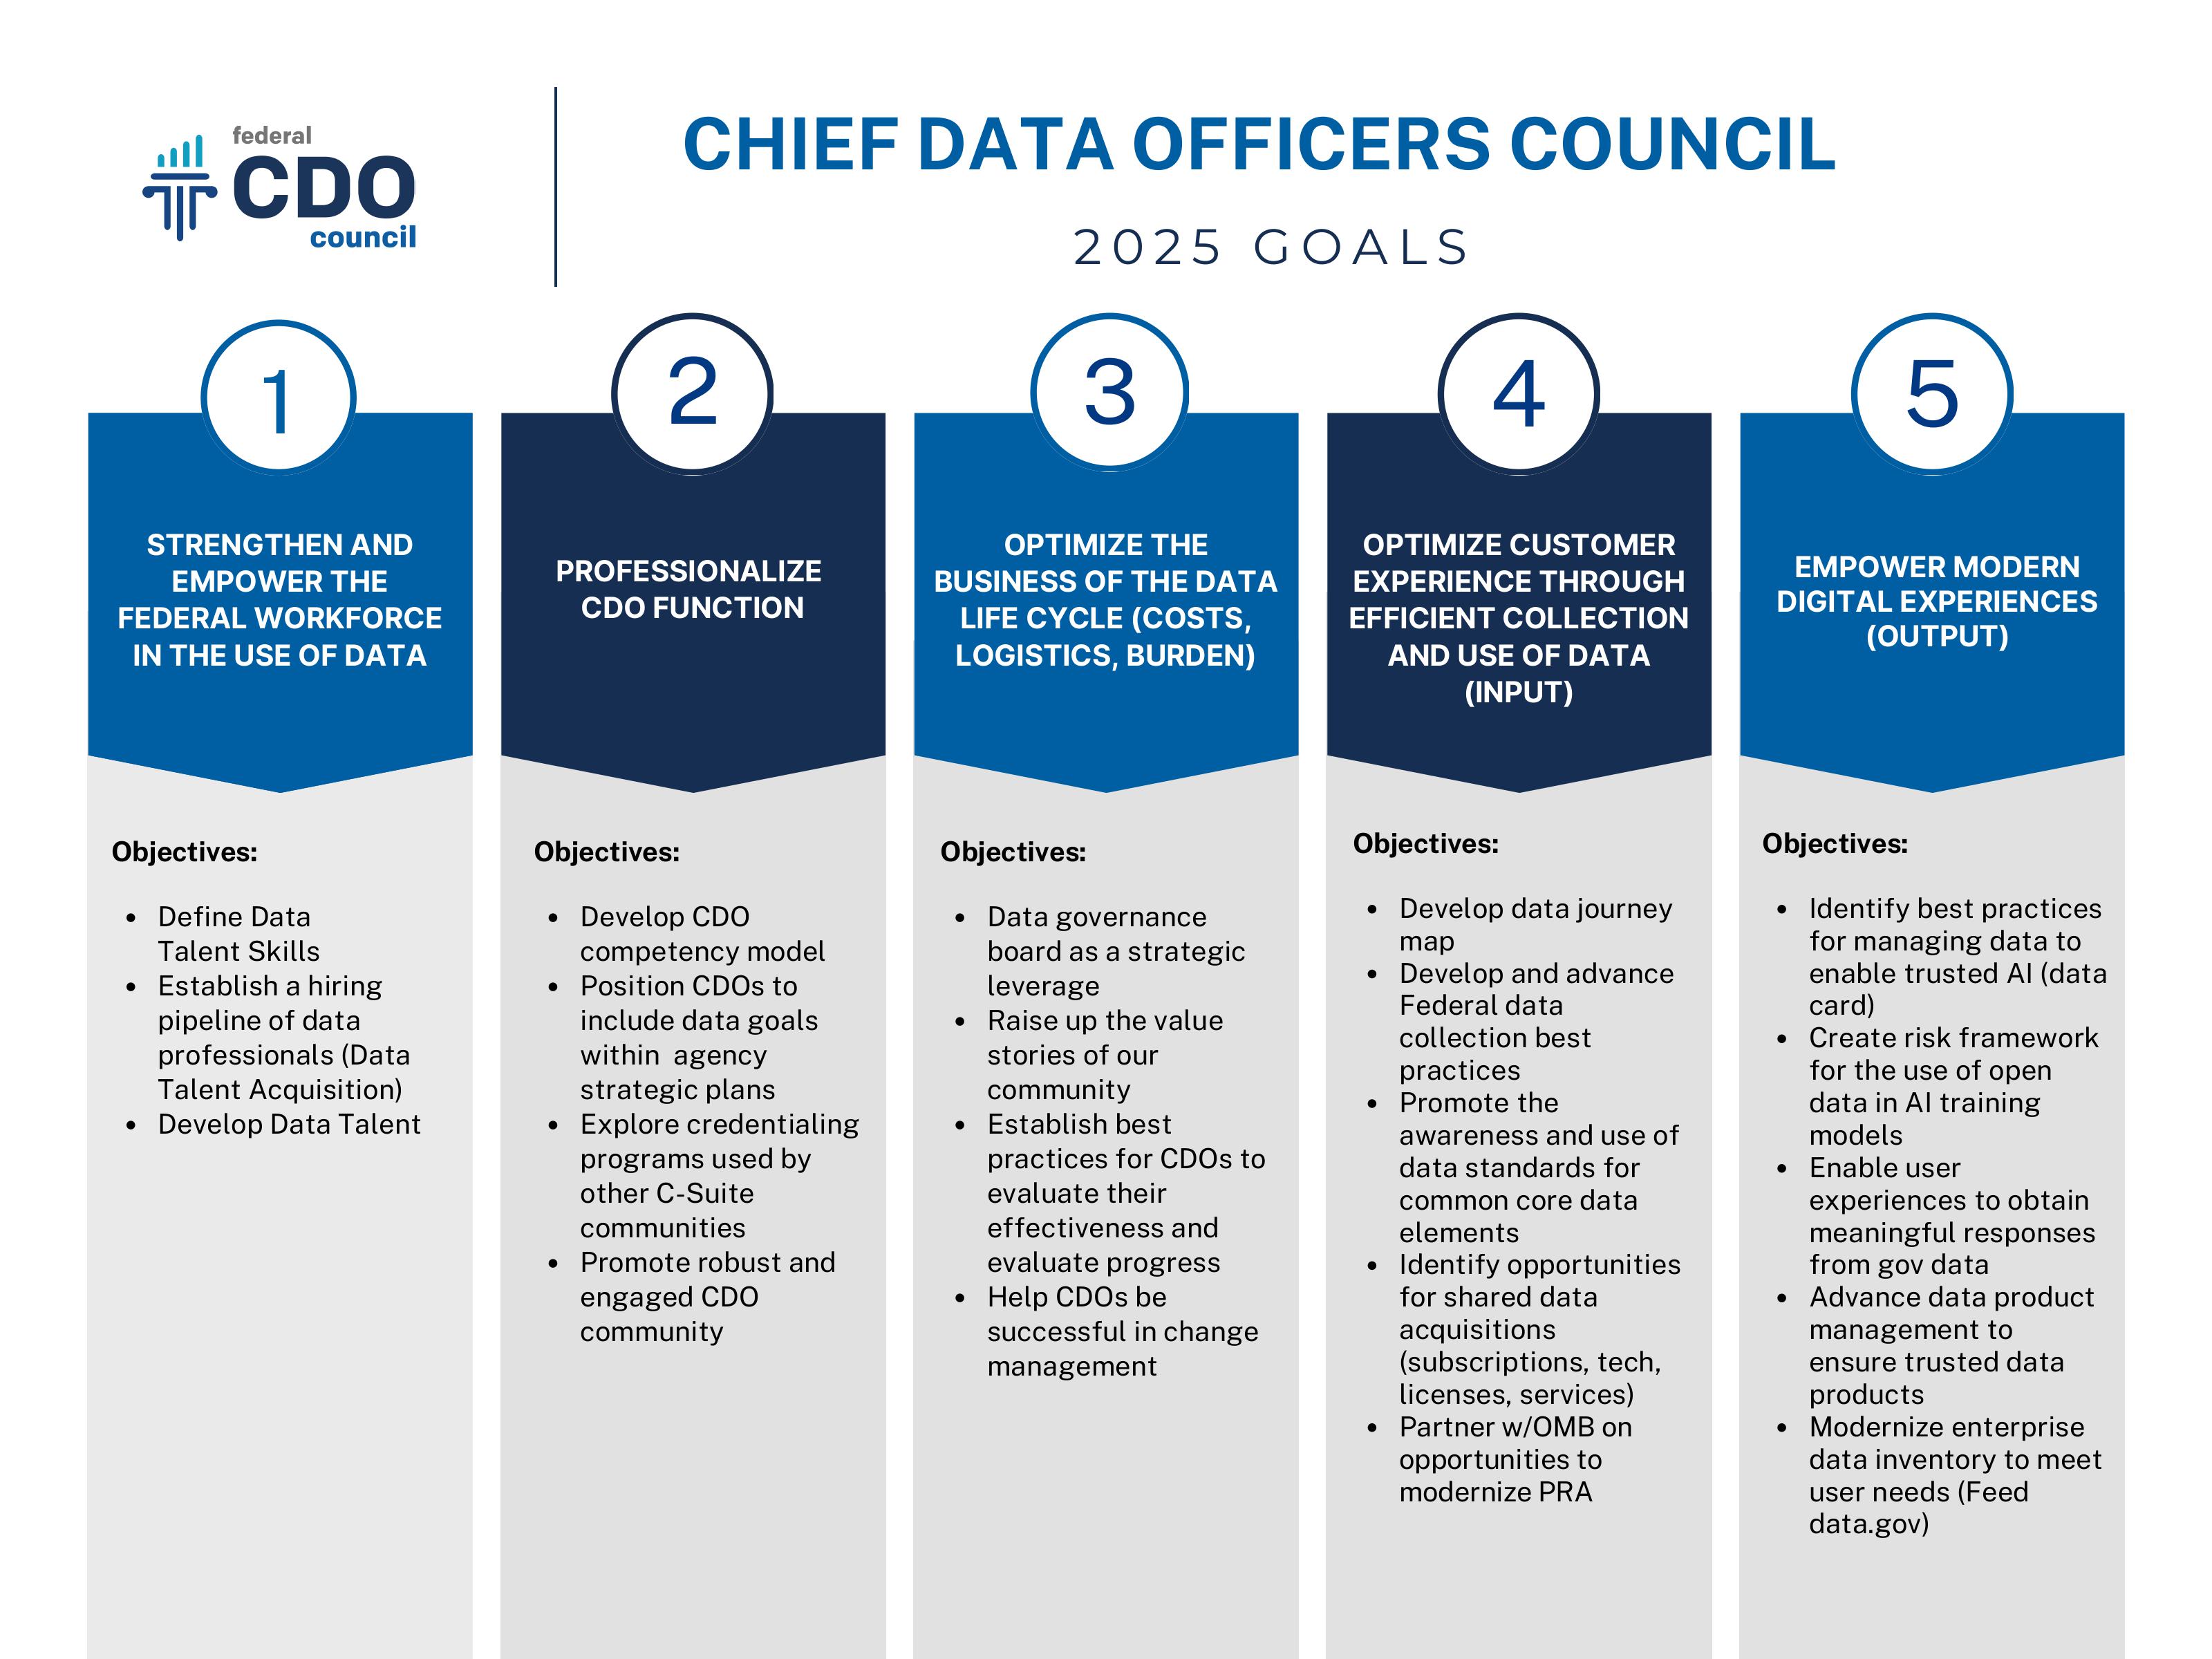 federal
CDO
council
CHIEF DATA OFFICERS COUNCIL
2025 GOALS
1
STRENGTHEN AND
EMPOWER THE
FEDERAL WORKFORCE
IN THE USE OF DATA
Objectives:
• Define Data
Talent Skills
• Establish a hiring
pipeline of data
professionals (Data
Talent Acquisition)
• Develop Data Talent
2
PROFESSIONALIZE
CDO FUNCTION
Objectives:
• Develop CDO
competency model
• Position CDOs to
include data goals
within  agency
strategic plans
• Explore credentialing
programs used by
other C-Suite
communities
• Promote robust and
engaged CDO
community
3
OPTIMIZE THE
BUSINESS OF THE DATA
LIFE CYCLE (COSTS,
LOGISTICS, BURDEN)
Objectives:
• Data governance
board as a strategic
leverage
• Raise up the value
stories of our
community
• Establish best
practices for CDOs to
evaluate their
effectiveness and
evaluate progress
• Help CDOs be
successful in change
management
4
OPTIMIZE CUSTOMER
EXPERIENCE THROUGH
EFFICIENT COLLECTION
AND USE OF DATA
(INPUT)
Objectives:
• Develop data journey
map
• Develop and advance
Federal data
collection best
practices
• Promote the
awareness and use of
data standards for
common core data
elements
• Identify opportunities
for shared data
acquisitions
(subscriptions, tech,
licenses, services)
• Partner w/OMB on
opportunities to
modernize PRA
5
EMPOWER MODERN
DIGITAL EXPERIENCES
(OUTPUT)
Objectives:
• Identify best practices
for managing data to
enable trusted AI (data
card)
• Create risk framework
for the use of open
data in AI training
models
• Enable user
experiences to obtain
meaningful responses
from gov data
• Advance data product
management to
ensure trusted data
products
• Modernize enterprise
data inventory to meet
user needs (Feed
data.gov)